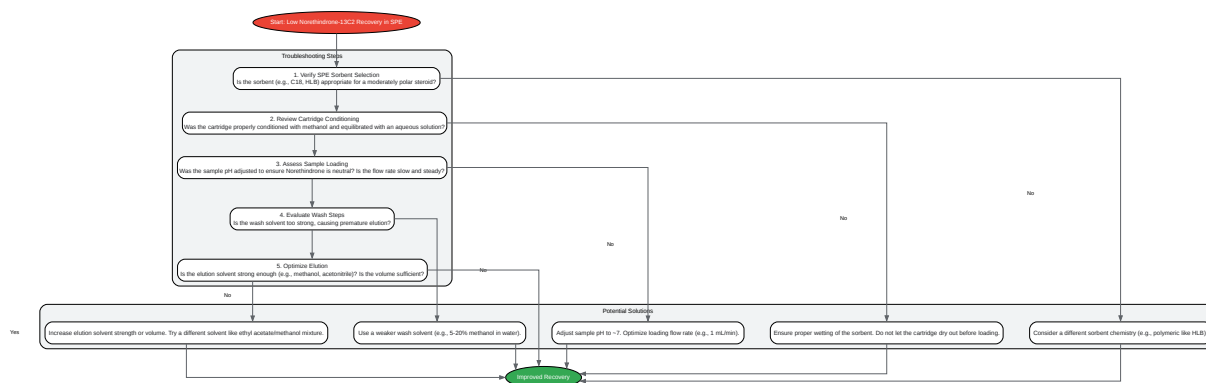 Start: Low Norethindrone-13C2 Recovery in SPE
Troubleshooting Steps
1. Verify SPE Sorbent Selection
Is the sorbent (e.g., C18, HLB) appropriate for a moderately polar steroid?
2. Review Cartridge Conditioning
Was the cartridge properly conditioned with methanol and equilibrated with an aqueous solution?
3. Assess Sample Loading
Was the sample pH adjusted to ensure Norethindrone is neutral? Is the flow rate slow and steady?
No
4. Evaluate Wash Steps
Is the wash solvent too strong, causing premature elution?
No
No
5. Optimize Elution
Is the elution solvent strong enough (e.g., methanol, acetonitrile)? Is the volume sufficient?
No
No
Potential Solutions
Yes
Increase elution solvent strength or volume. Try a different solvent like ethyl acetate/methanol mixture.
Use a weaker wash solvent (e.g., 5-20% methanol in water).
Adjust sample pH to ~7. Optimize loading flow rate (e.g., 1 mL/min).
Ensure proper wetting of the sorbent. Do not let the cartridge dry out before loading.
Consider a different sorbent chemistry (e.g., polymeric like HLB)
Improved Recovery